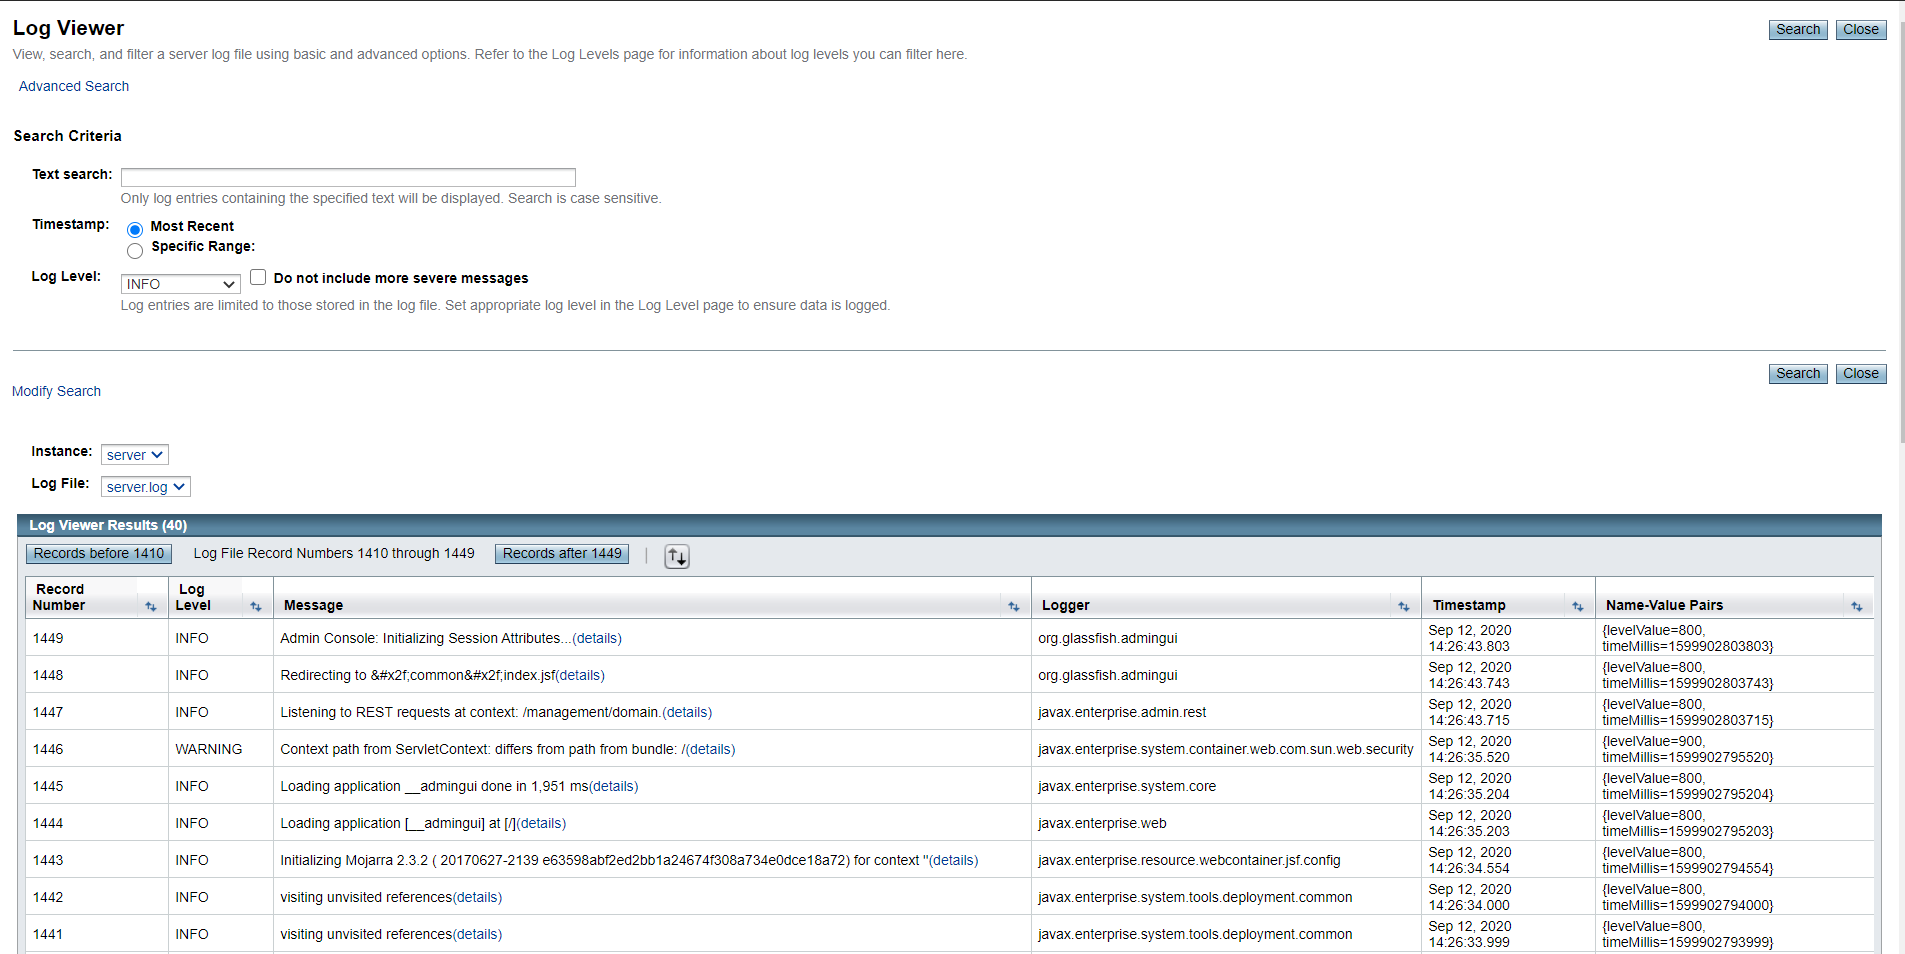 Log Viewer
Search Close
View, search, and filter a server log file using basic and advanced options. Refer to the Log Levels page for information about log levels you can filter here.
Advanced Search
Search Criteria
Text search:
Only log entries containing the specified text will be displayed. Search is case sensitive.
Timestamp: Most Recent
Specific Range:
Log Level: INFO Do not include more severe messages
Log entries are limited to those stored in the log file. Set appropriate log level in the Log Level page to ensure data is logged.
Search Close
Modify Search
Instance: server
Log File: server.log
Log Viewer Results (40)
Records before 1410 Log File Record Numbers 1410 through 1449 Records after 1449 |
Record Number Log Level Message Logger Timestamp Name-Value Pairs
1449 INFO Admin Console: Initializing Session Attributes...(details) org.glassfish.admingui Sep 12, 2020 14:26:43.803 {levelValue=800, timeMillis=1599902803803}
1448 INFO Redirecting to &#x2f;common&#x2f;index.jsf(details) org.glassfish.admingui Sep 12, 2020 14:26:43.743 {levelValue=800, timeMillis=1599902803743}
1447 INFO Listening to REST requests at context: /management/domain.(details) javax.enterprise.admin.rest Sep 12, 2020 14:26:43.715 {levelValue=800, timeMillis=1599902803715}
1446 WARNING Context path from ServletContext: differs from path from bundle: /(details) javax.enterprise.system.container.web.com.sun.web.security Sep 12, 2020 14:26:35.520 {levelValue=900, timeMillis=1599902795520}
1445 INFO Loading application __admingui done in 1,951 ms(details) javax.enterprise.system.core Sep 12, 2020 14:26:35.204 {levelValue=800, timeMillis=1599902795204}
1444 INFO Loading application [__admingui] at [/](details) javax.enterprise.web Sep 12, 2020 14:26:35.203 {levelValue=800, timeMillis=1599902795203}
1443 INFO Initializing Mojarra 2.3.2 ( 20170627-2139 e63598abf2ed2bb1a24674f308a734e0dce18a72) for context ''(details) javax.enterprise.resource.webcontainer.jsf.config Sep 12, 2020 14:26:34.554 {levelValue=800, timeMillis=1599902794554}
1442 INFO visiting unvisited references(details) javax.enterprise.system.tools.deployment.common Sep 12, 2020 14:26:34.000 {levelValue=800, timeMillis=1599902794000}
1441 INFO visiting unvisited references(details) javax.enterprise.system.tools.deployment.common Sep 12, 2020 14:26:33.999 {levelValue=800, timeMillis=1599902793999}